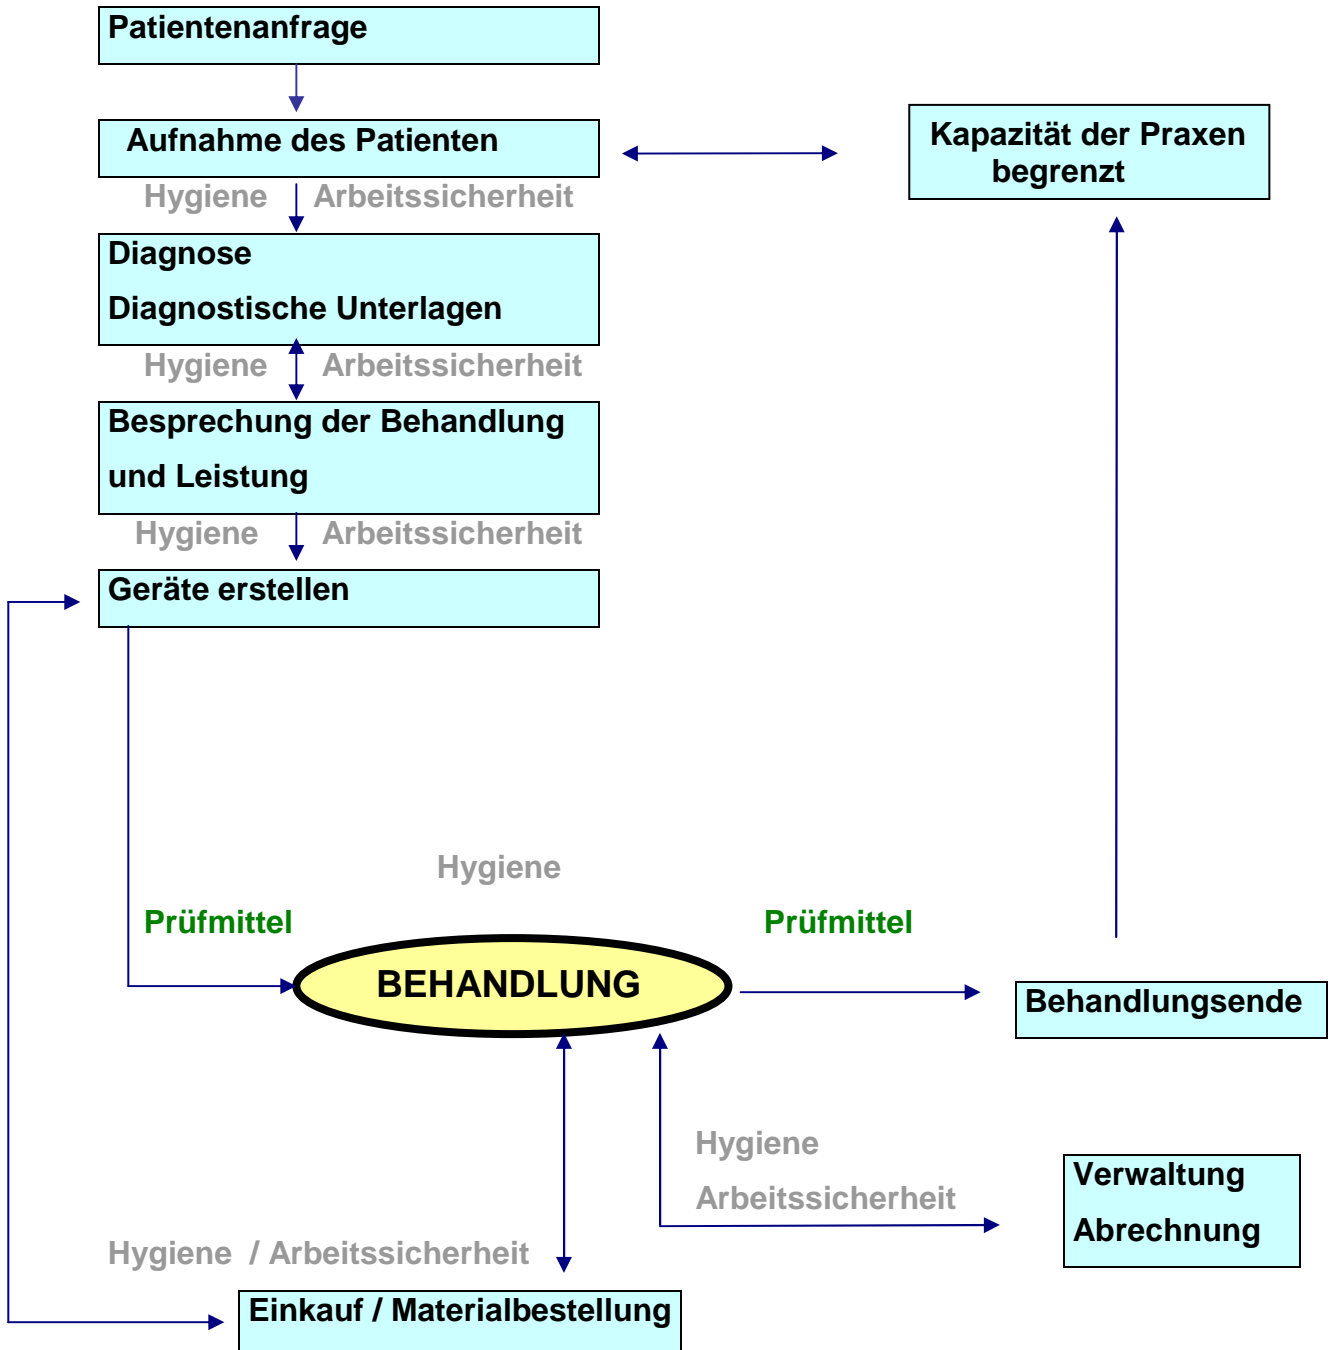 Patientenanfrage
Aufnahme des Patienten
Kapazität der Praxen
begrenzt
Hygiene Arbeitssicherheit
Diagnose
Diagnostische Unterlagen
Hygiene Arbeitssicherheit
Besprechung der Behandlung
und Leistung
Hygiene Arbeitssicherheit
Geräte erstellen
Hygiene
Prüfmittel
Prüfmittel
BEHANDLUNG
Behandlungsende
Hygiene
Arbeitssicherheit
Verwaltung
Abrechnung
Hygiene / Arbeitssicherheit
Einkauf / Materialbestellung